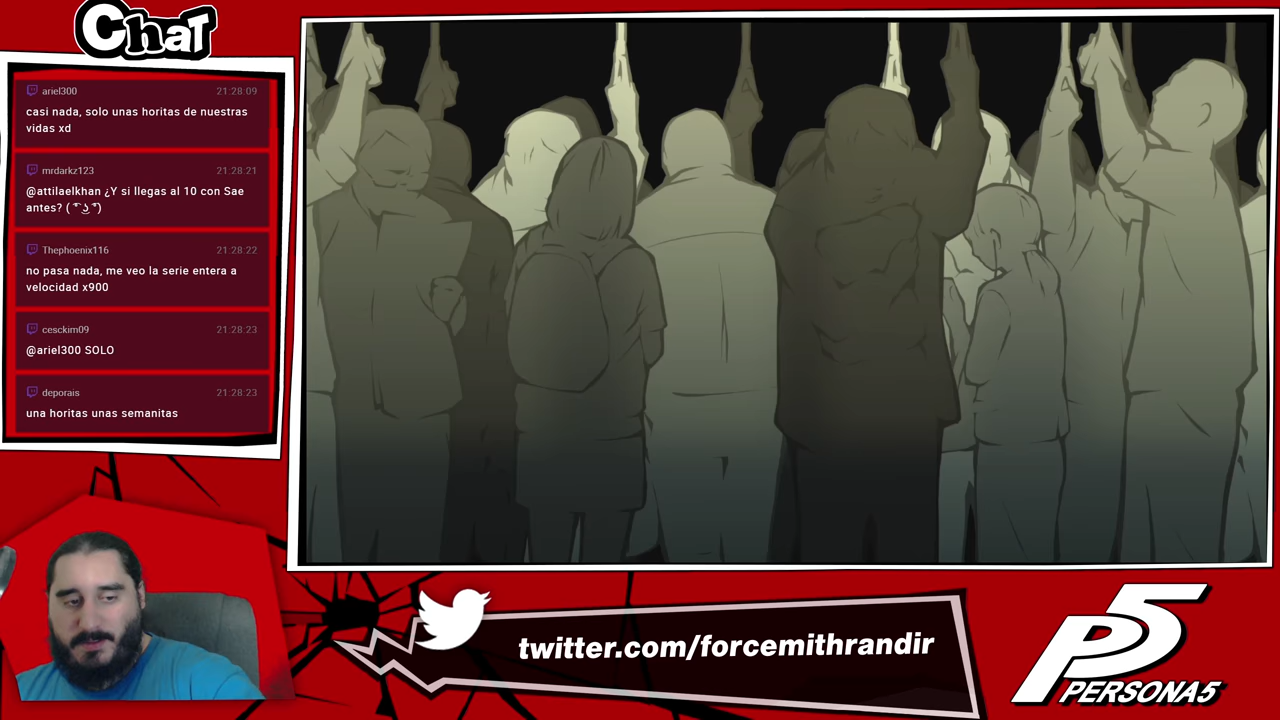 Chat
ariel300 21:28:09
casi nada, solo unas horitas de nuestras
vidas xd
mrdarkz123 21:28:21
@attilaelkhan ¿Y si llegas al 10 con Sae
antes? ( ͡° ͜ʖ ͡°)
Thephoenix116 21:28:22
no pasa nada, me veo la serie entera a
velocidad x900
cesckim09 21:28:23
@ariel300 SOLO
deporais 21:28:23
una horitas unas semanitas
twitter.com/forcemithrandir
P5
PERSONA5